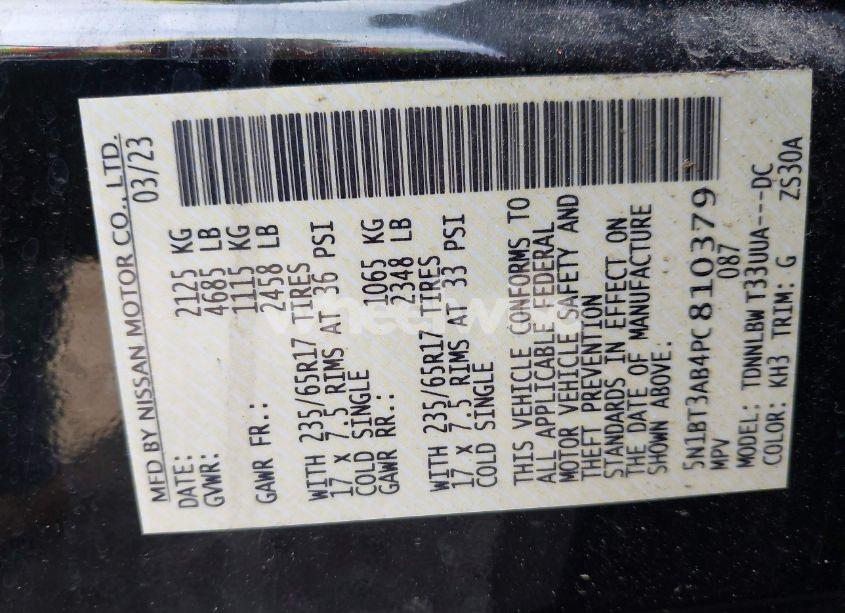 MFD BY NISSAN MOTOR CO., LTD.
DATE: 03/23
GVWR: 2125 KG
4685 LB
GAWR FR.: 1115 KG
2458 LB
WITH 235/65R17 TIRES
17 X 7.5 RIMS AT 36 PSI
COLD SINGLE
GAWR RR.: 1065 KG
2348 LB
WITH 235/65R17 TIRES
17 X 7.5 RIMS AT 33 PSI
COLD SINGLE
THIS VEHICLE CONFORMS TO
ALL APPLICABLE FEDERAL
MOTOR VEHICLE SAFETY AND
THEFT PREVENTION
STANDARDS IN EFFECT ON
THE DATE OF MANUFACTURE
SHOWN ABOVE:
5N1BT3AB4PC810379
MPV 087
MODEL: TDNNLBW T33UUA---DC
COLOR: KH3 TRIM: G ZS30A